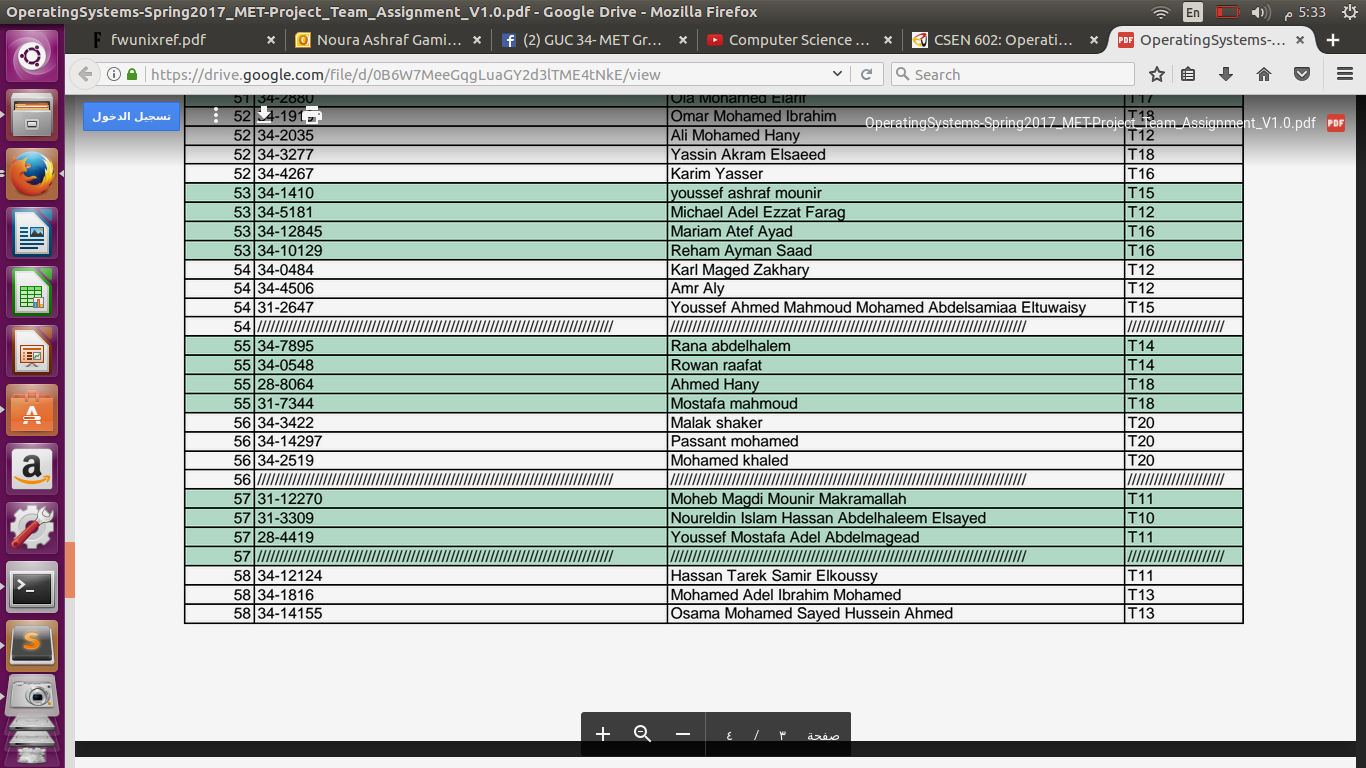 OperatingSystems-Spring2017_MET-Project_Team_Assignment_V1.0.pdf - Google Drive - Mozilla Firefox
En
5:33 م
fwunixref.pdf
Noura Ashraf Gami...
(2) GUC 34- MET Gr...
Computer Science ...
CSEN 602: Operati...
OperatingSystems-...
https://drive.google.com/file/d/0B6W7MeeGqgLuaGY2d3lTME4tNkE/view
Search
تسجيل الدخول
OperatingSystems-Spring2017_MET-Project_Team_Assignment_V1.0.pdf
PDF
51 34-2880 Ola Mohamed Elarif T17
52 Omar Mohamed Ibrahim T18
52 34-2035 Ali Mohamed Hany T12
52 34-3277 Yassin Akram Elsaeed T18
52 34-4267 Karim Yasser T16
53 34-1410 youssef ashraf mounir T15
53 34-5181 Michael Adel Ezzat Farag T12
53 34-12845 Mariam Atef Ayad T16
53 34-10129 Reham Ayman Saad T16
54 34-0484 Karl Maged Zakhary T12
54 34-4506 Amr Aly T12
54 31-2647 Youssef Ahmed Mahmoud Mohamed Abdelsamiaa Eltuwaisy T15
54 //////////////////////////////////////////////////////////////////////////////// //////////////////////////////////////////////////////////////////////////////// //////////////////////
55 34-7895 Rana abdelhalem T14
55 34-0548 Rowan raafat T14
55 28-8064 Ahmed Hany T18
55 31-7344 Mostafa mahmoud T18
56 34-3422 Malak shaker T20
56 34-14297 Passant mohamed T20
56 34-2519 Mohamed khaled T20
56 //////////////////////////////////////////////////////////////////////////////// //////////////////////////////////////////////////////////////////////////////// //////////////////////
57 31-12270 Moheb Magdi Mounir Makramallah T11
57 31-3309 Noureldin Islam Hassan Abdelhaleem Elsayed T10
57 28-4419 Youssef Mostafa Adel Abdelmagead T11
57 //////////////////////////////////////////////////////////////////////////////// //////////////////////////////////////////////////////////////////////////////// //////////////////////
58 34-12124 Hassan Tarek Samir Elkoussy T11
58 34-1816 Mohamed Adel Ibrahim Mohamed T13
58 34-14155 Osama Mohamed Sayed Hussein Ahmed T13
صفحة ٣ / ٤